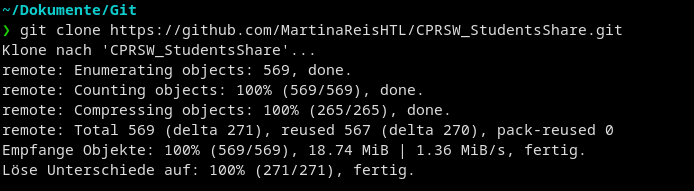 ~/Dokumente/Git
❯ git clone https://github.com/MartinaReisHTL/CPRSW_StudentsShare.git
Klone nach 'CPRSW_StudentsShare'...
remote: Enumerating objects: 569, done.
remote: Counting objects: 100% (569/569), done.
remote: Compressing objects: 100% (265/265), done.
remote: Total 569 (delta 271), reused 567 (delta 270), pack-reused 0
Empfange Objekte: 100% (569/569), 18.74 MiB | 1.36 MiB/s, fertig.
Löse Unterschiede auf: 100% (271/271), fertig.